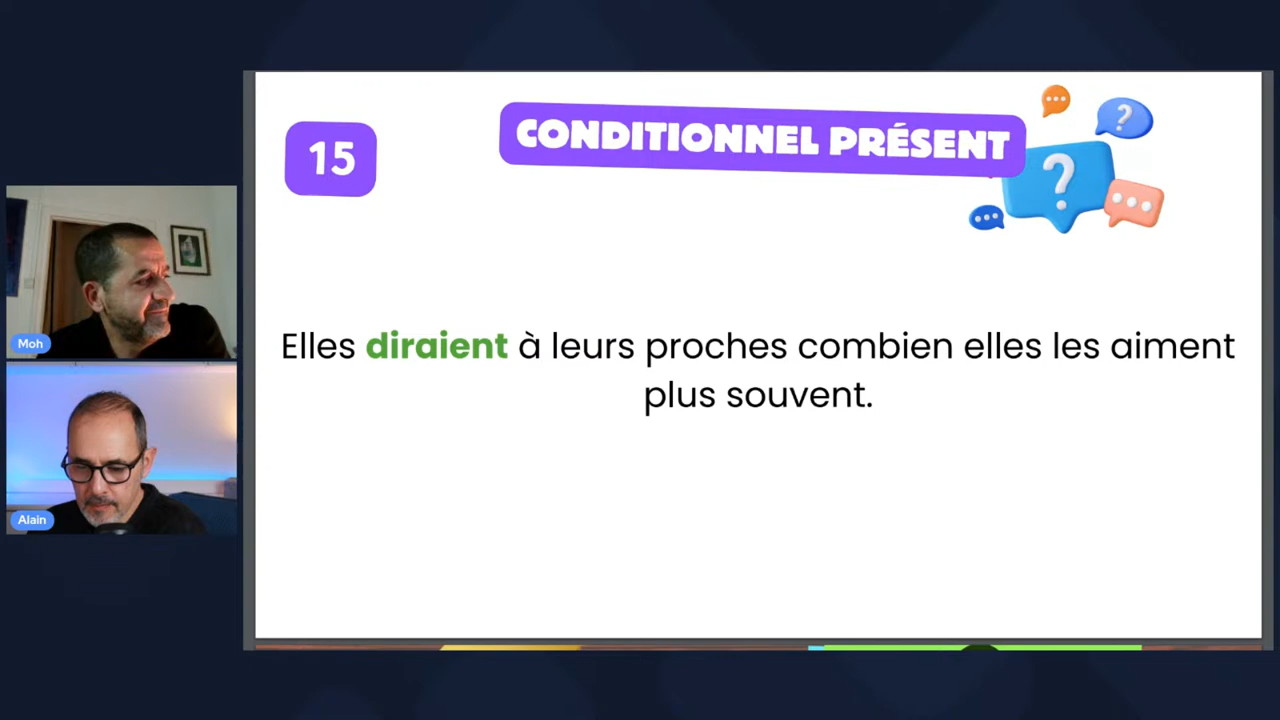 15
CONDITIONNEL PRÉSENT
?
?
Elles diraient à leurs proches combien elles les aiment
plus souvent.
Moh
Alain